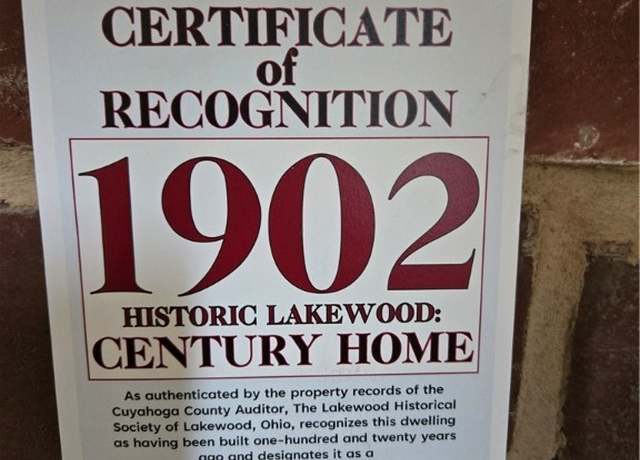 CERTIFICATE
of
RECOGNITION
1902
HISTORIC LAKEWOOD:
CENTURY HOME
As authenticated by the property records of the
Cuyahoga County Auditor, The Lakewood Historical
Society of Lakewood, Ohio, recognizes this dwelling
as having been built one-hundred and twenty years
ago and designates it as a